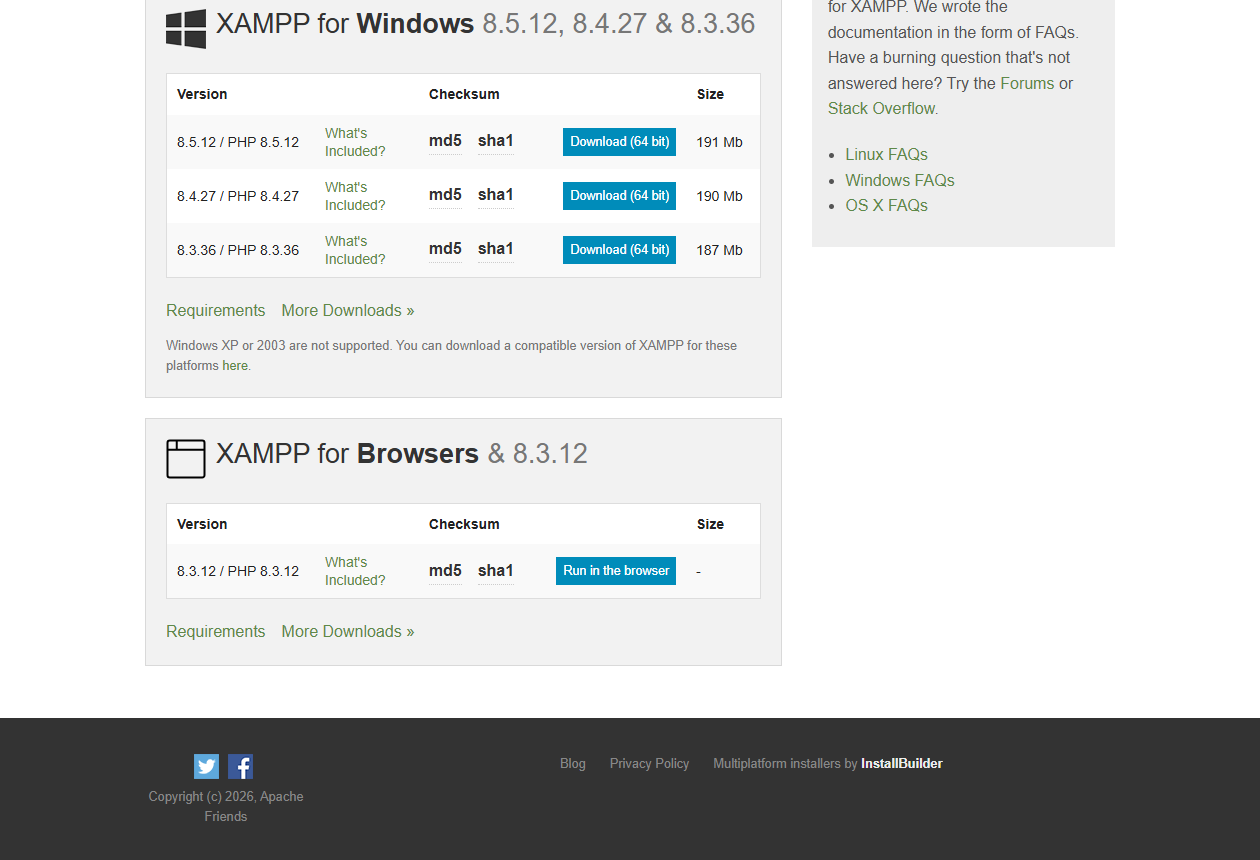 XAMPP for Windows 8.5.12, 8.4.27 & 8.3.36
Version Checksum Size
8.5.12 / PHP 8.5.12 What's Included? md5 sha1 Download (64 bit) 191 Mb
8.4.27 / PHP 8.4.27 What's Included? md5 sha1 Download (64 bit) 190 Mb
8.3.36 / PHP 8.3.36 What's Included? md5 sha1 Download (64 bit) 187 Mb
Requirements More Downloads »
Windows XP or 2003 are not supported. You can download a compatible version of XAMPP for these
platforms here.
XAMPP for Browsers & 8.3.12
Version Checksum Size
8.3.12 / PHP 8.3.12 What's Included? md5 sha1 Run in the browser -
Requirements More Downloads »
for XAMPP. We wrote the
documentation in the form of FAQs.
Have a burning question that's not
answered here? Try the Forums or
Stack Overflow.
Linux FAQs
Windows FAQs
OS X FAQs
Copyright (c) 2026, Apache
Friends
Blog Privacy Policy Multiplatform installers by InstallBuilder